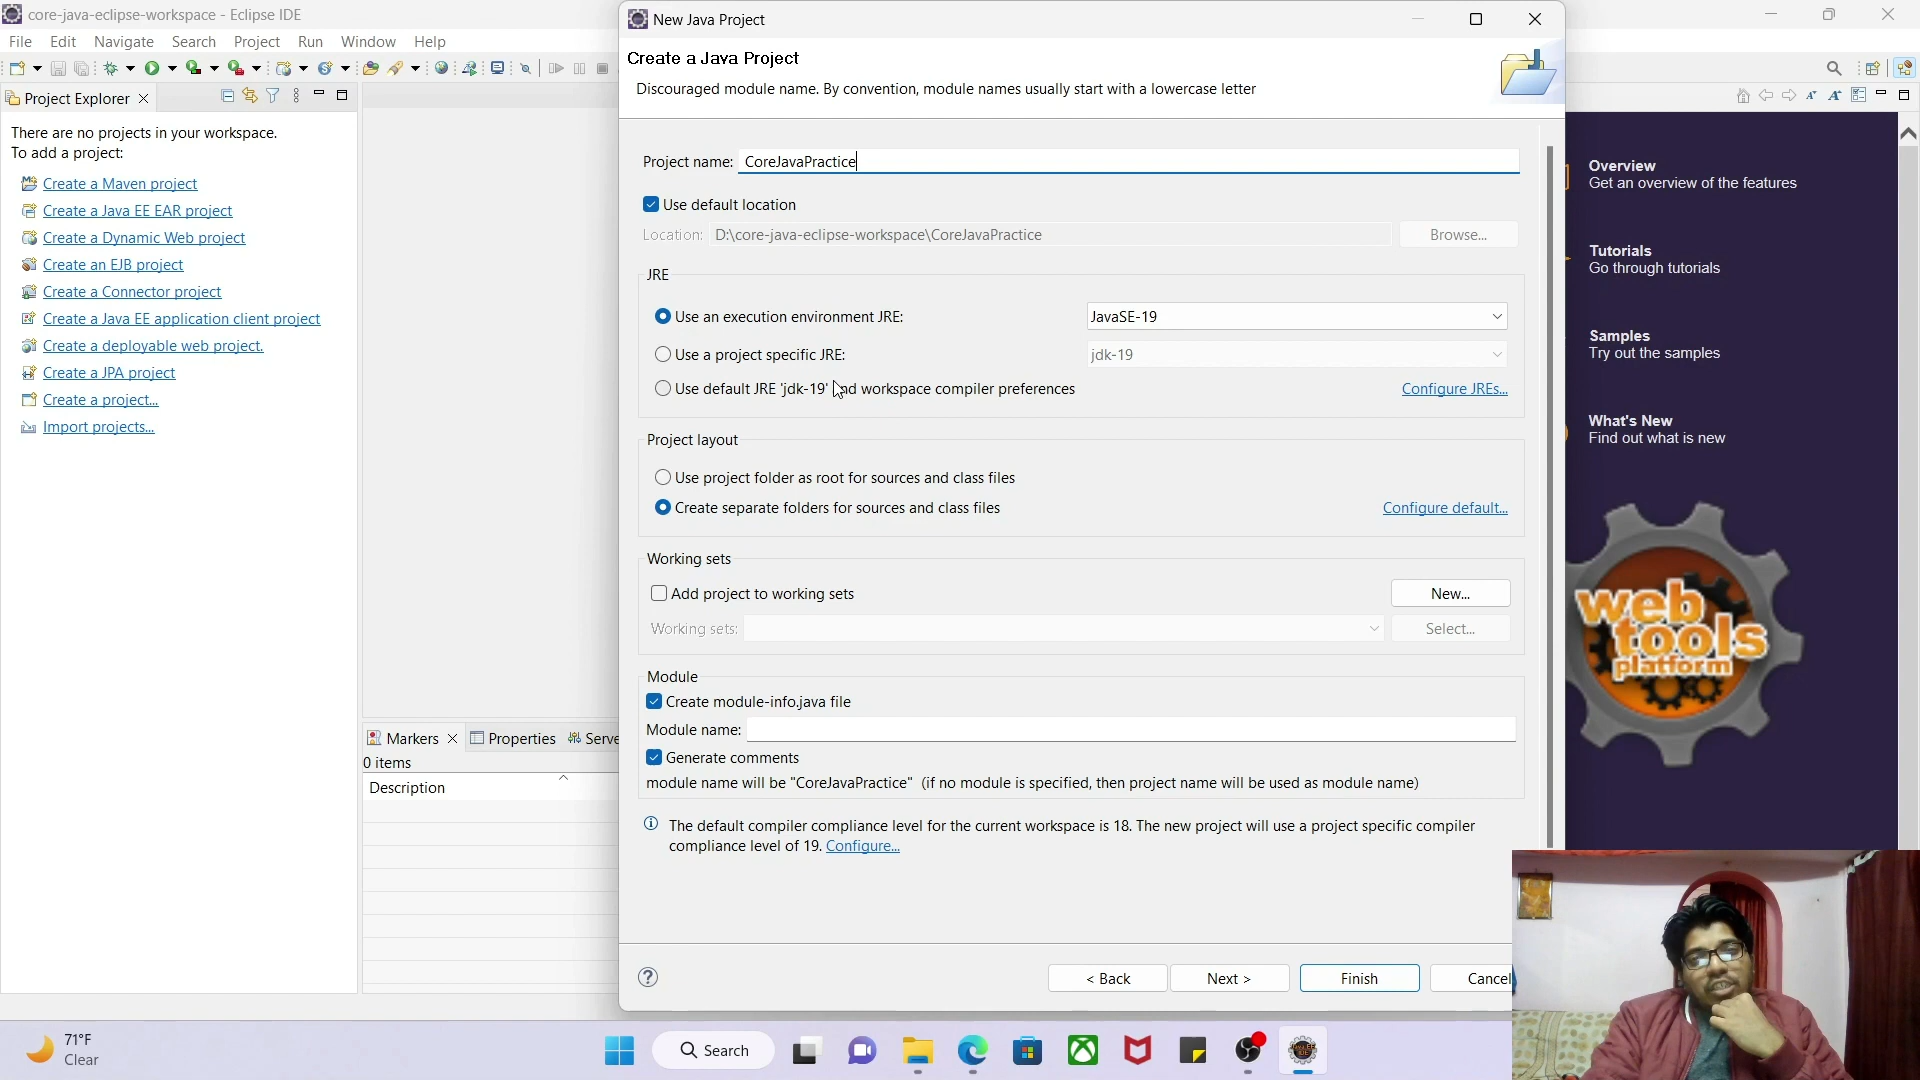 core-java-eclipse-workspace - Eclipse IDE
File Edit Navigate Search Project Run Window Help
Project Explorer
There are no projects in your workspace.
To add a project:
Create a Maven project
Create a Java EE EAR project
Create a Dynamic Web project
Create an EJB project
Create a Connector project
Create a Java EE application client project
Create a deployable web project.
Create a JPA project
Create a project...
Import projects...
Markers Properties Serve
0 items
Description
New Java Project
Create a Java Project
Discouraged module name. By convention, module names usually start with a lowercase letter
Project name: CoreJavaPractice
Use default location
Location: D:\core-java-eclipse-workspace\CoreJavaPractice Browse...
JRE
Use an execution environment JRE: JavaSE-19
Use a project specific JRE: jdk-19
Use default JRE 'jdk-19' and workspace compiler preferences Configure JREs...
Project layout
Use project folder as root for sources and class files
Create separate folders for sources and class files Configure default...
Working sets
Add project to working sets New...
Working sets: Select...
Module
Create module-info.java file
Module name:
Generate comments
module name will be "CoreJavaPractice" (if no module is specified, then project name will be used as module name)
The default compiler compliance level for the current workspace is 18. The new project will use a project specific compiler
compliance level of 19. Configure...
< Back Next > Finish Cancel
Overview
Get an overview of the features
Tutorials
Go through tutorials
Samples
Try out the samples
What's New
Find out what is new
web
tools
platform
71°F
Clear
Search